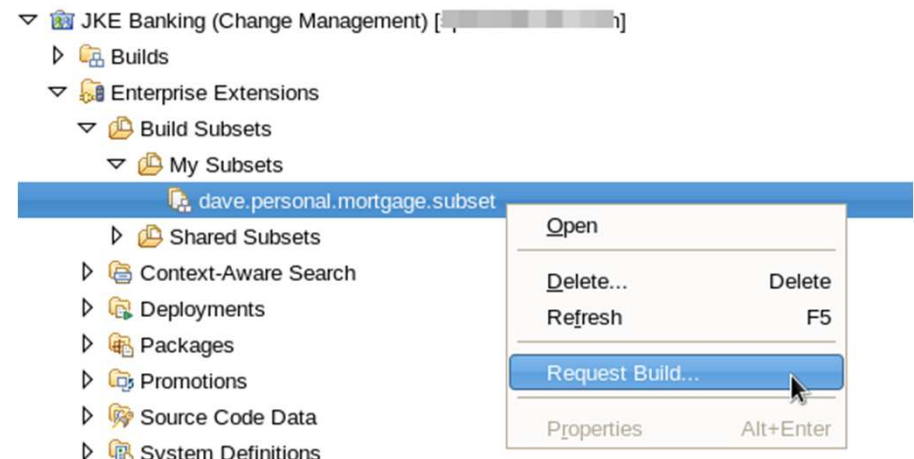 JKE Banking (Change Management) [
Builds
Enterprise Extensions
Build Subsets
My Subsets
dave.personal.mortgage.subset
Shared Subsets
Context-Aware Search
Deployments
Packages
Promotions
Source Code Data
System Definitions
Open
Delete... Delete
Refresh F5
Request Build...
Properties Alt+Enter